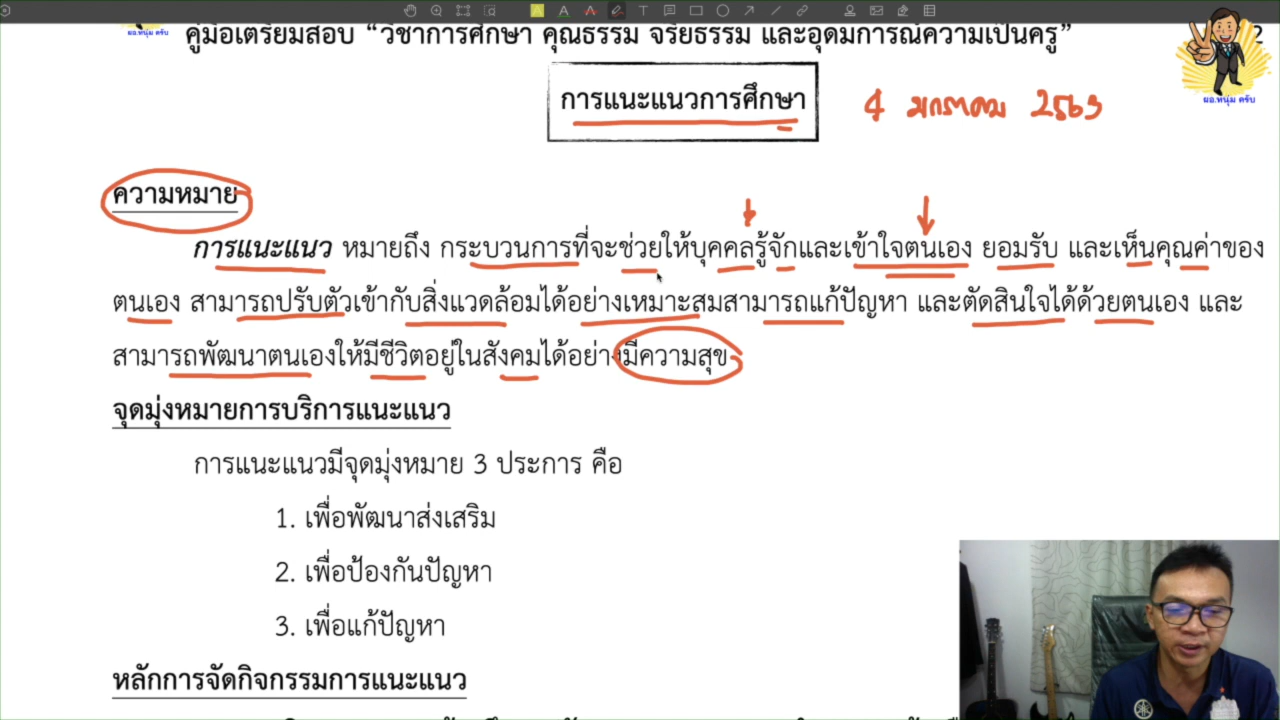 ผอ.หนุ่ม ครับ
คู่มือเตรียมสอบ “วิชาการศึกษา คุณธรรม จริยธรรม และอุดมการณ์ความเป็นครู”
2
ผอ.หนุ่ม ครับ
การแนะแนวการศึกษา
4 มกราคม 2563
ความหมาย
การแนะแนว หมายถึง กระบวนการที่จะช่วยให้บุคคลรู้จักและเข้าใจตนเอง ยอมรับ และเห็นคุณค่าของ
ตนเอง สามารถปรับตัวเข้ากับสิ่งแวดล้อมได้อย่างเหมาะสมสามารถแก้ปัญหา และตัดสินใจได้ด้วยตนเอง และ
สามารถพัฒนาตนเองให้มีชีวิตอยู่ในสังคมได้อย่างมีความสุข
จุดมุ่งหมายการบริการแนะแนว
การแนะแนวมีจุดมุ่งหมาย 3 ประการ คือ
1. เพื่อพัฒนาส่งเสริม
2. เพื่อป้องกันปัญหา
3. เพื่อแก้ปัญหา
หลักการจัดกิจกรรมการแนะแนว